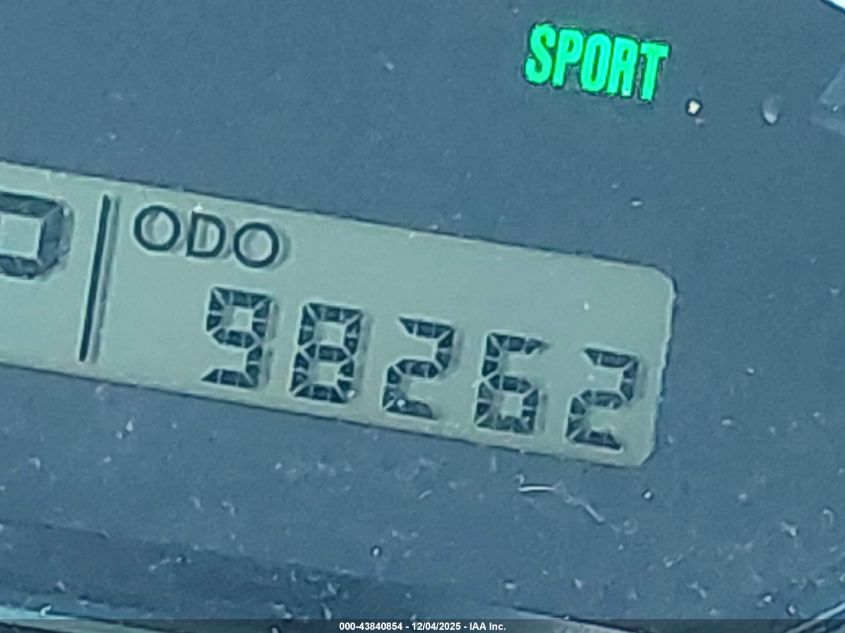 SPORT
P
ODO
98262
000-43840854 - 12/04/2025 - IAA Inc.